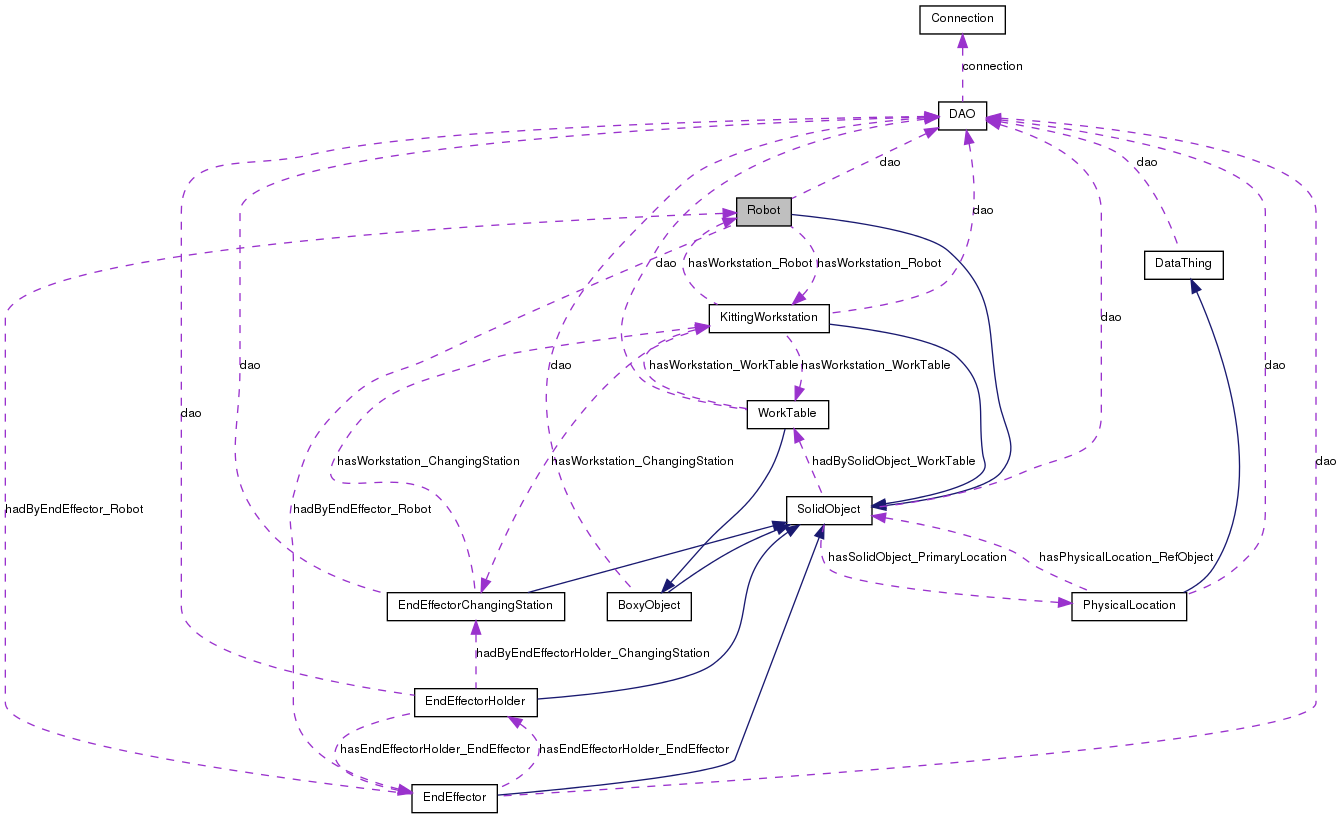 Connection
connection
DAO
dao
dao
Robot
dao
hasWorkstation_Robot
hasWorkstation_Robot
dao
DataThing
KittingWorkstation
dao
dao
hasWorkstation_WorkTable
hasWorkstation_WorkTable
dao
dao
dao
WorkTable
hasWorkstation_ChangingStation
hasWorkstation_ChangingStation
hadBySolidObject_WorkTable
dao
hadByEndEffector_Robot
hadByEndEffector_Robot
SolidObject
hasSolidObject_PrimaryLocation
hasPhysicalLocation_RefObject
EndEffectorChangingStation
BoxyObject
PhysicalLocation
hadByEndEffectorHolder_ChangingStation
EndEffectorHolder
hasEndEffectorHolder_EndEffector
hasEndEffectorHolder_EndEffector
EndEffector